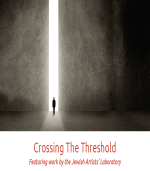 Crossing The Threshold
Featuring work by the Jewish Artists' Laboratory